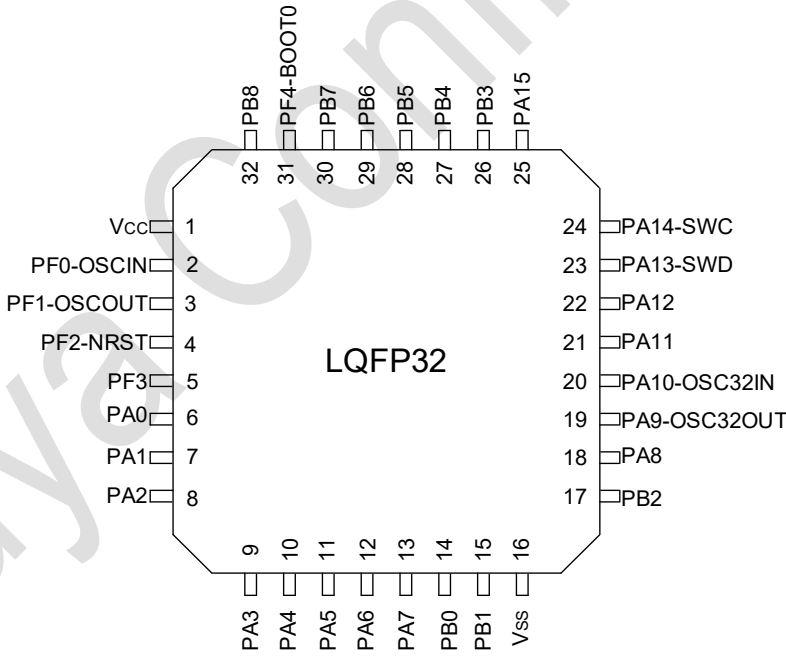 PB8
PF4-BOOT0
PB7
PB6
PB5
PB4
PB3
PA15
32
31
30
29
28
27
26
25
Vcc 1
PF0-OSCIN 2
PF1-OSCOUT 3
PF2-NRST 4
PF3 5
PA0 6
PA1 7
PA2 8
LQFP32
24 PA14-SWC
23 PA13-SWD
22 PA12
21 PA11
20 PA10-OSC32IN
19 PA9-OSC32OUT
18 PA8
17 PB2
9
10
11
12
13
14
15
16
PA3
PA4
PA5
PA6
PA7
PB0
PB1
Vss